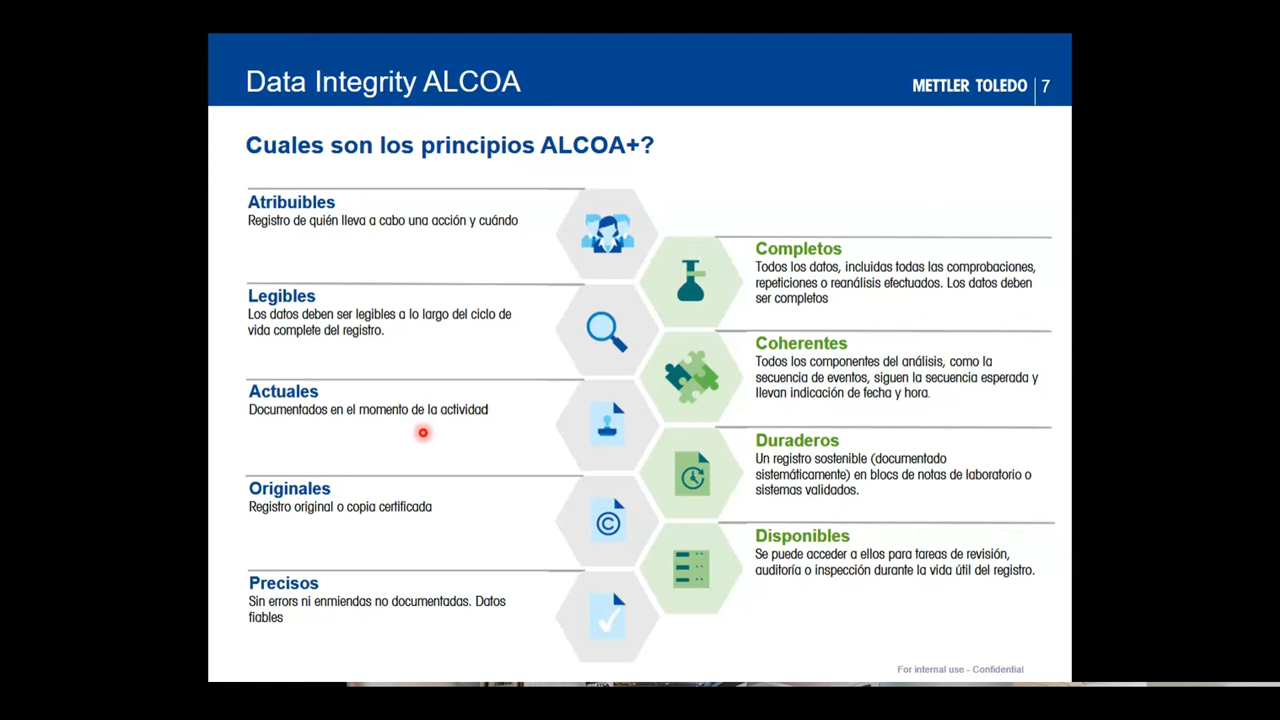 Data Integrity ALCOA
METTLER TOLEDO 7
Cuales son los principios ALCOA+?
Atribuibles
Registro de quién lleva a cabo una acción y cuándo
Legibles
Los datos deben ser legibles a lo largo del ciclo de
vida complete del registro.
Actuales
Documentados en el momento de la actividad
Originales
Registro original o copia certificada
Precisos
Sin errors ni enmiendas no documentadas. Datos
fiables
Completos
Todos los datos, incluidas todas las comprobaciones,
repeticiones o reanálisis efectuados. Los datos deben
ser completos
Coherentes
Todos los componentes del análisis, como la
secuencia de eventos, siguen la secuencia esperada y
llevan indicación de fecha y hora.
Duraderos
Un registro sostenible (documentado
sistemáticamente) en blocs de notas de laboratorio o
sistemas validados.
Disponibles
Se puede acceder a ellos para tareas de revisión,
auditoría o inspección durante la vida útil del registro.
For internal use - Confidential